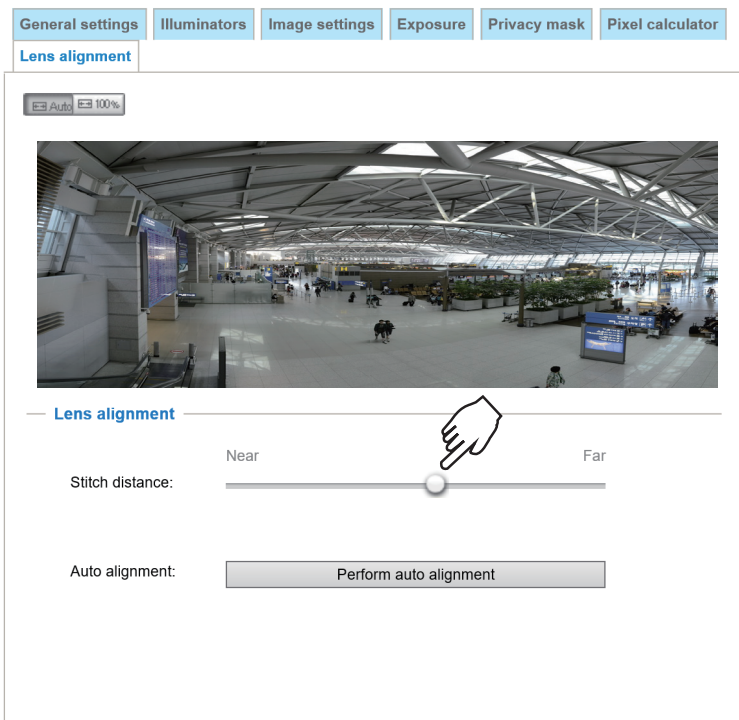 General settings Illuminators Image settings Exposure Privacy mask Pixel calculator
Lens alignment
Auto 100%
Lens alignment
Near Far
Stitch distance:
Auto alignment: Perform auto alignment